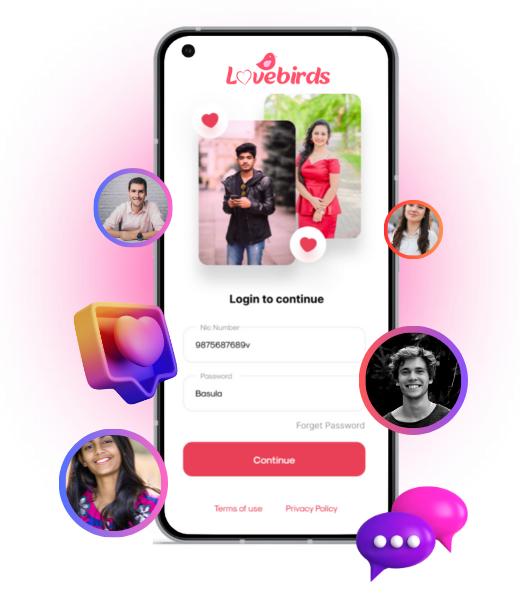 Lovebirds
Login to continue
Nic Number
9875687689v
Password
Basula
Forget Password
Continue
Terms of use
Privacy Policy